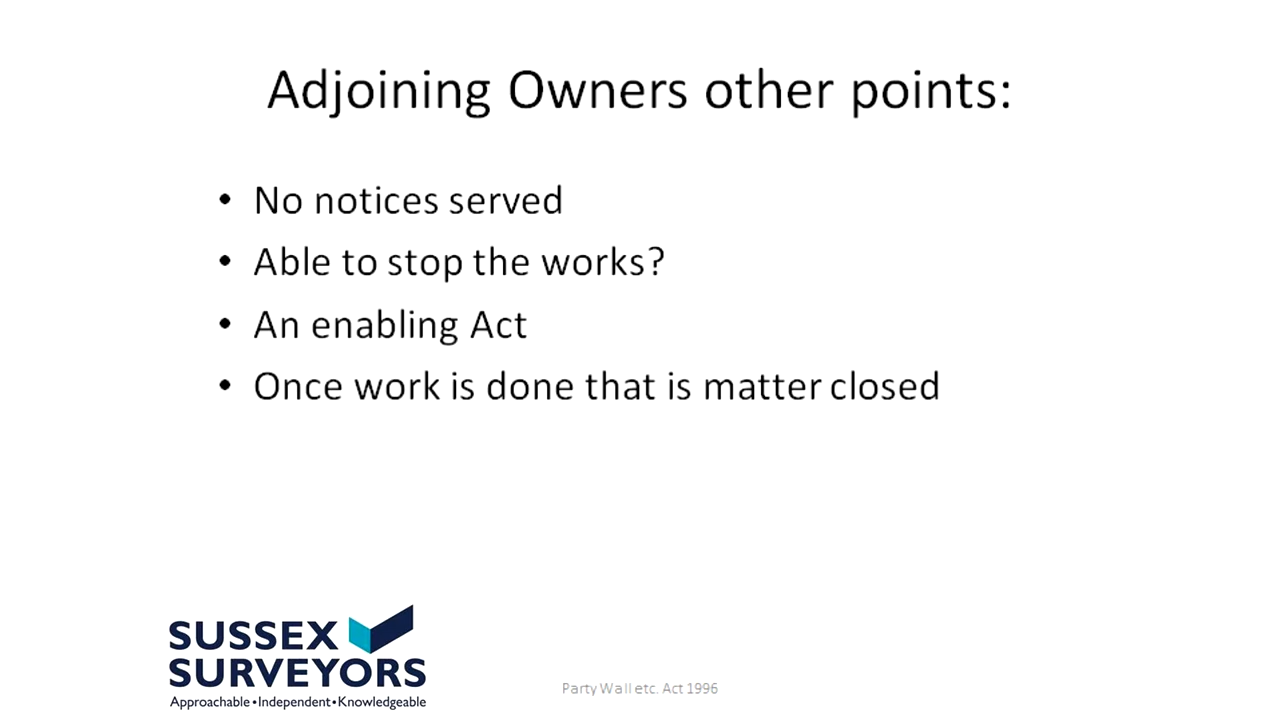 Adjoining Owners other points:
• No notices served
• Able to stop the works?
• An enabling Act
• Once work is done that is matter closed
SUSSEX
SURVEYORS
Approachable•Independent•Knowledgeable
Party Wall etc. Act 1996